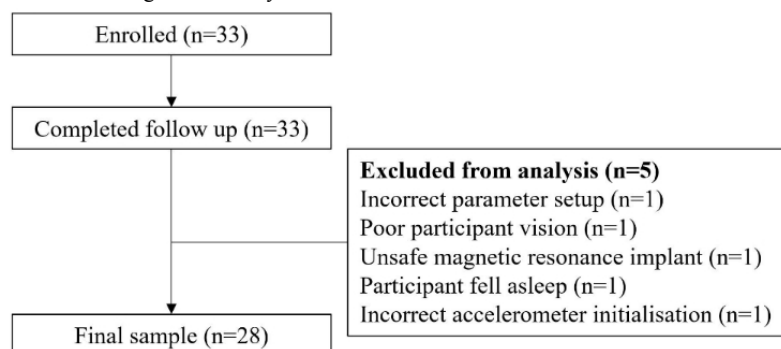 Enrolled (n=33)
Completed follow up (n=33)
Excluded from analysis (n=5)
Incorrect parameter setup (n=1)
Poor participant vision (n=1)
Unsafe magnetic resonance implant (n=1)
Participant fell asleep (n=1)
Incorrect accelerometer initialisation (n=1)
Final sample (n=28)